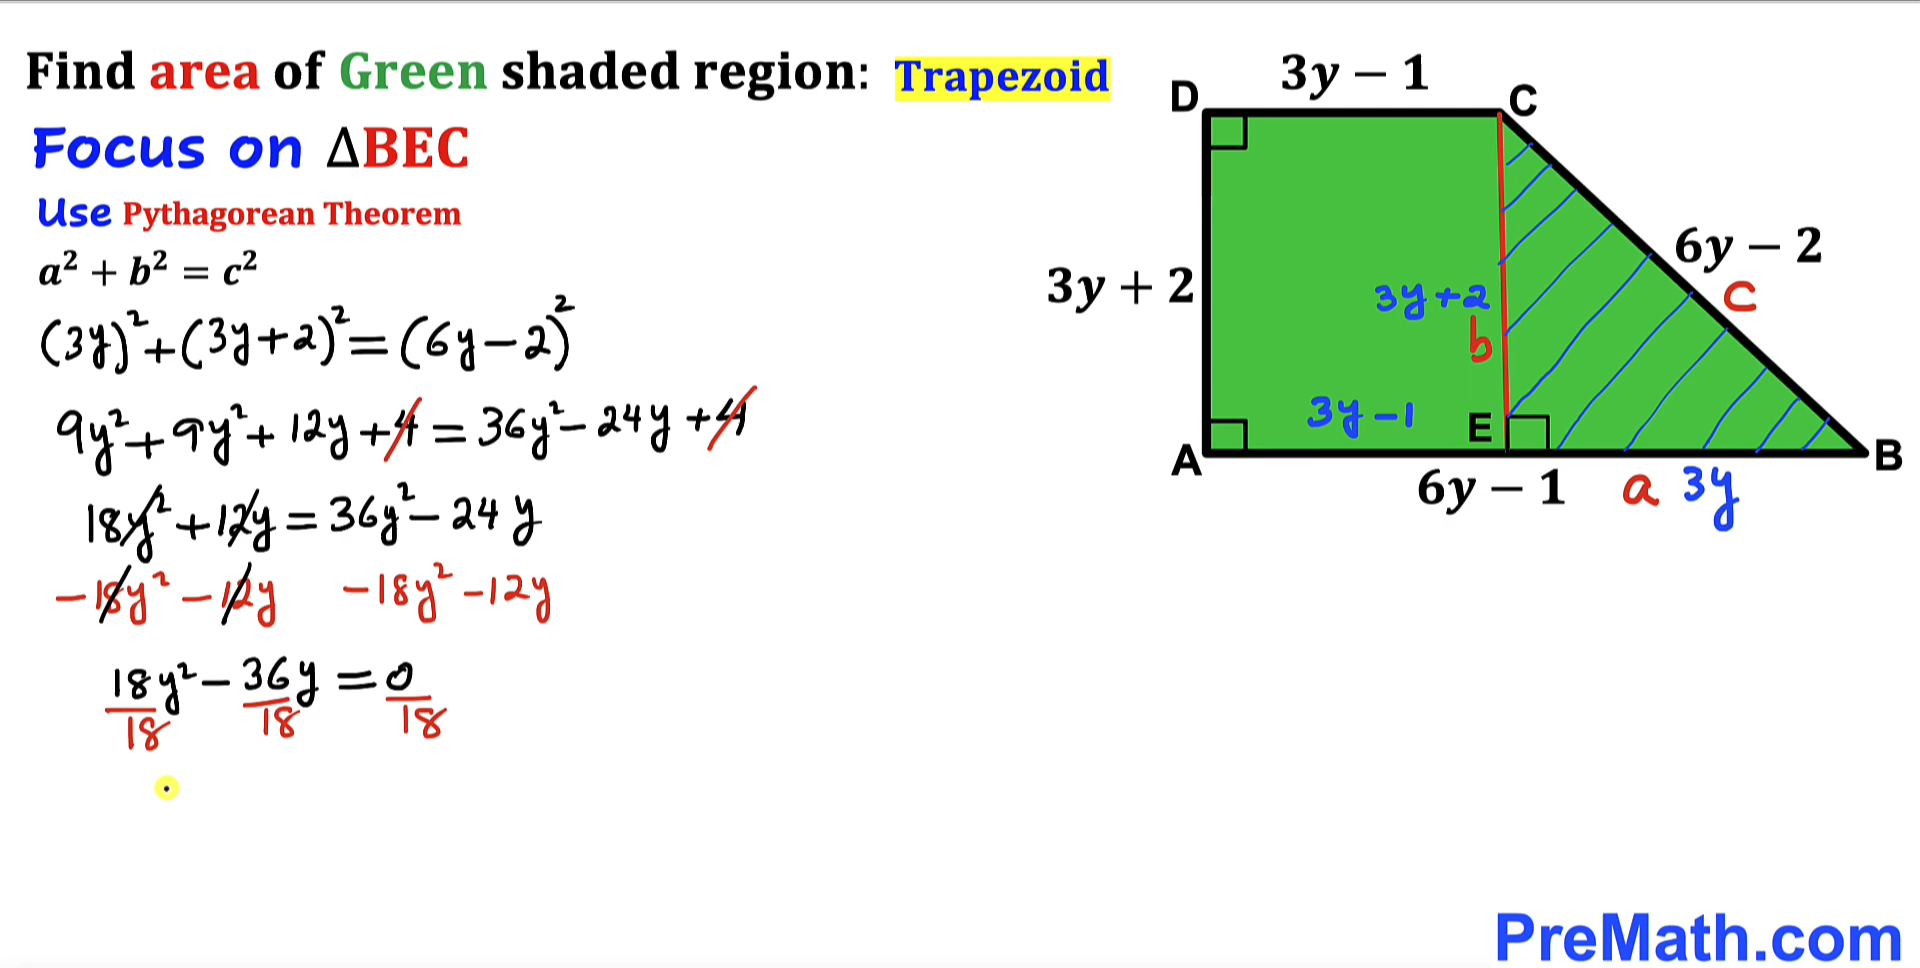 Find area of Green shaded region: Trapezoid
Focus on ΔBEC
Use Pythagorean Theorem
a² + b² = c²
(3y)²+(3y+2)²=(6y-2)²
9y²+9y²+12y+4=36y²-24y+4
18y²+12y=36y²-24y
-18y²-12y -18y²-12y
18y²-36y=0
18 18 18
3y − 1
D
C
6y − 2
c
3y + 2
3y+2
b
3y-1
E
A
B
6y − 1
a 3y
PreMath.com